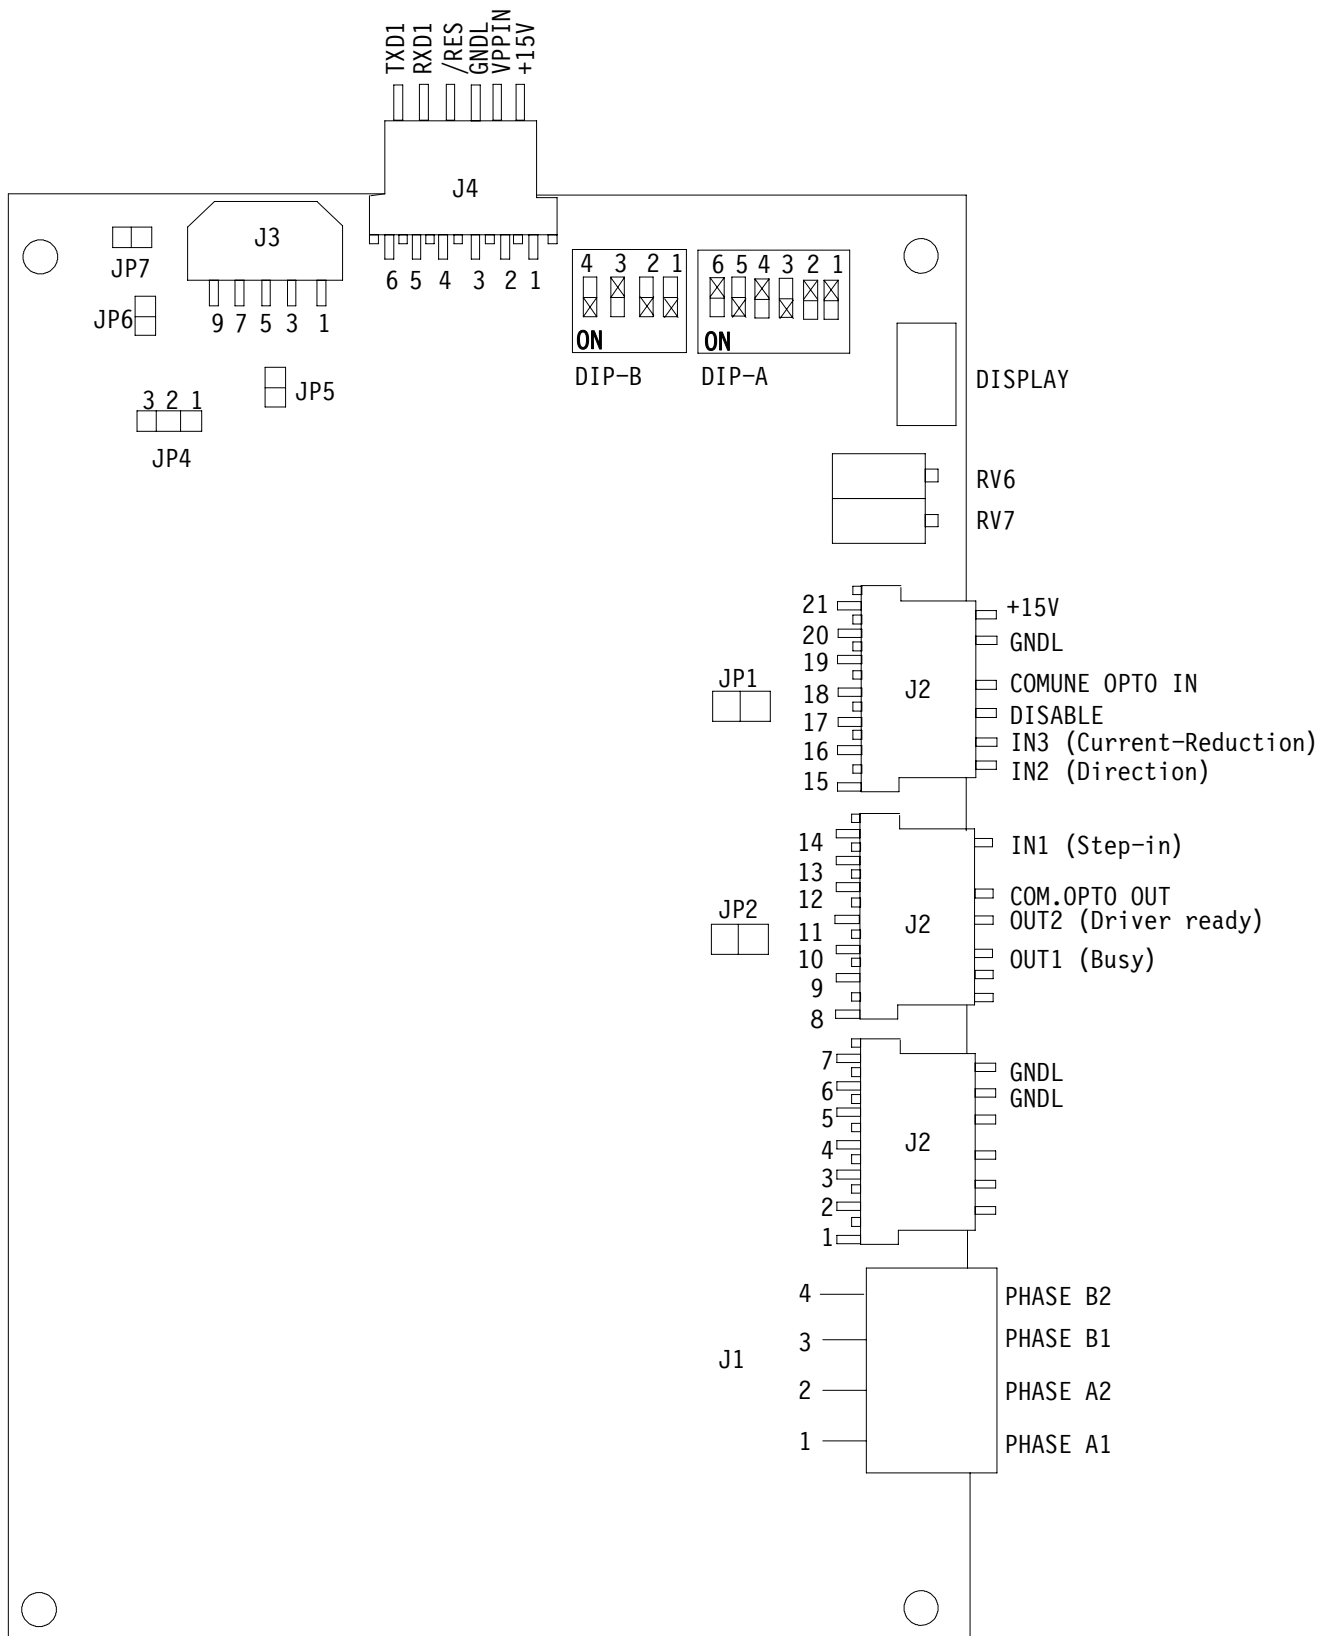 TXD1
RXD1
/RES
GNDL
VPPIN
+15V
J4
6 5 4 3 2 1
J3
9 7 5 3 1
JP7
JP6
JP5
3 2 1
JP4
4 3 2 1
ON
DIP-B
6 5 4 3 2 1
ON
DIP-A
DISPLAY
RV6
RV7
21
20
19
18
17
16
15
J2
+15V
GNDL
COMUNE OPTO IN
DISABLE
IN3 (Current-Reduction)
IN2 (Direction)
JP1
14
13
12
11
10
9
8
J2
IN1 (Step-in)
COM.OPTO OUT
OUT2 (Driver ready)
OUT1 (Busy)
JP2
7
6
5
4
3
2
1
J2
GNDL
GNDL
J1
4
3
2
1
PHASE B2
PHASE B1
PHASE A2
PHASE A1